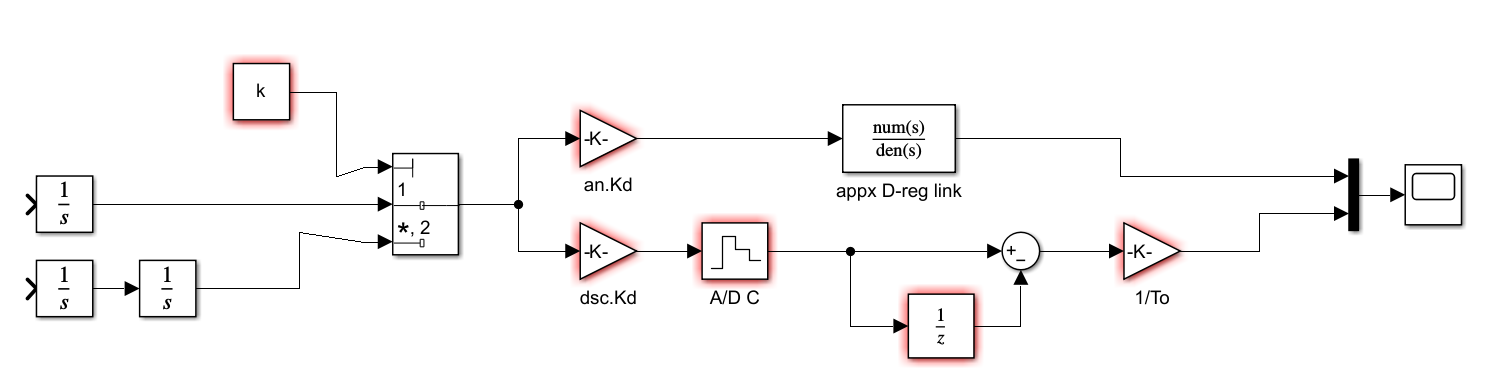 k
1
s
1
s
1
s
1
*, 2
-K-
an.Kd
num(s)
den(s)
appx D-reg link
-K-
dsc.Kd
A/D C
+
−
1
z
-K-
1/To